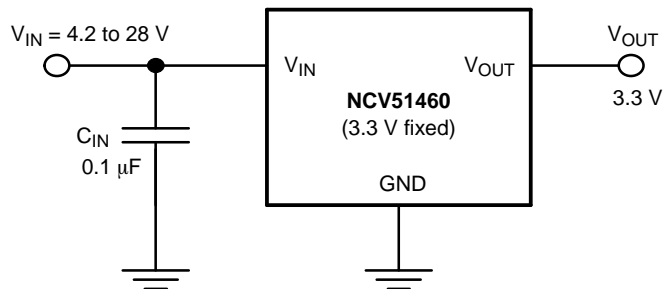 V_IN = 4.2 to 28 V
V_OUT
V_IN
V_OUT
NCV51460
(3.3 V fixed)
3.3 V
C_IN
0.1 μF
GND